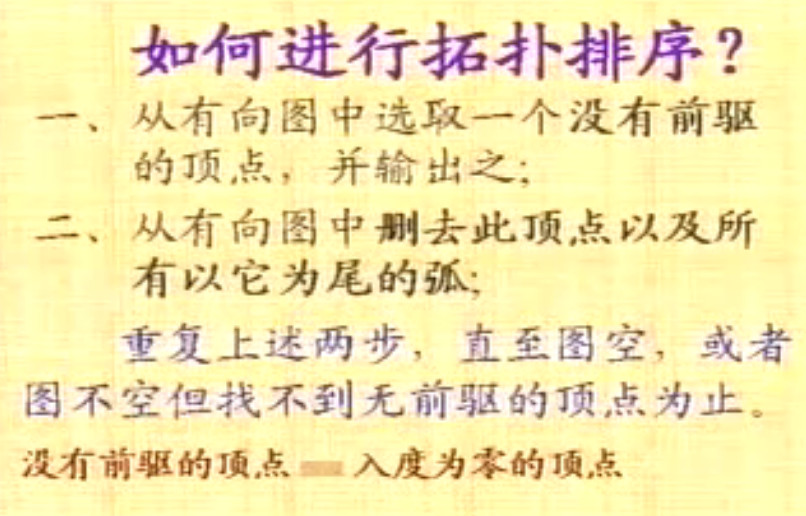 如何进行拓扑排序？
一、从有向图中选取一个没有前驱
的顶点，并输出之;
二、从有向图中删去此顶点以及所
有以它为尾的弧;
重复上述两步，直至图空，或者
图不空但找不到无前驱的顶点为止。
没有前驱的顶点 入度为零的顶点